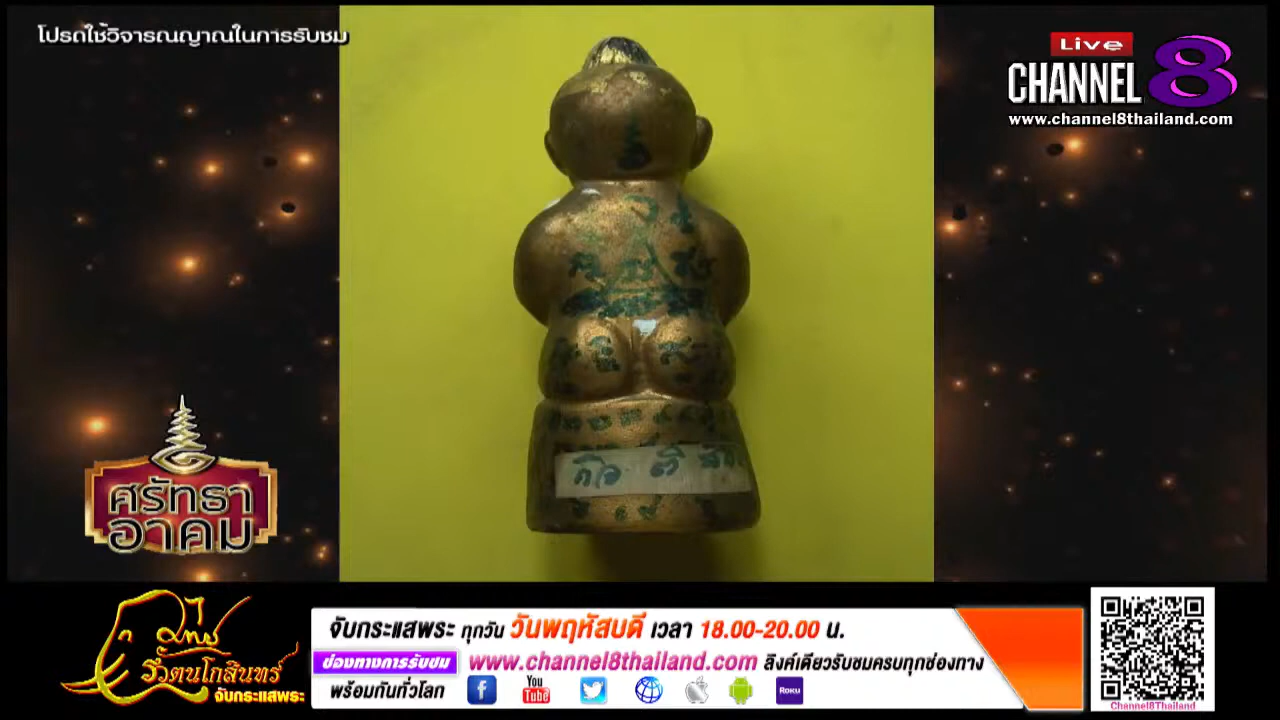 โปรดใช้วิจารณญาณในการรับชม
Live
CHANNEL 8
www.channel8thailand.com
ศรัทธา
อาคม
จับกระแสพระ
จับกระแสพระ ทุกวัน วันพฤหัสบดี เวลา 18.00-20.00 น.
ช่องทางการรับชม www.channel8thailand.com ลิงค์เดียวรับชมครบทุกช่องทาง
พร้อมกันทั่วโลก You Tube Roku
Channel8Thailand